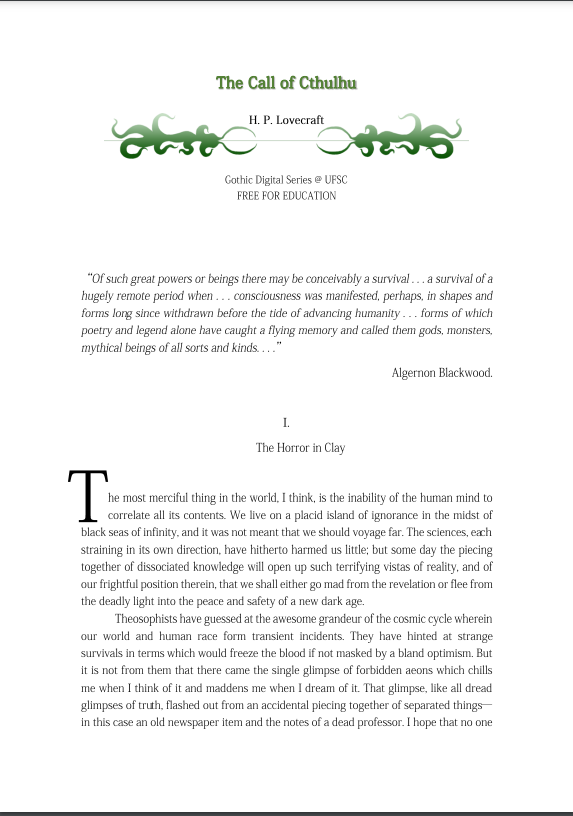 The Call of Cthulhu
H. P. Lovecraft
Gothic Digital Series @ UFSC
FREE FOR EDUCATION
“Of such great powers or beings there may be conceivably a survival . . . a survival of a
hugely remote period when . . . consciousness was manifested, perhaps, in shapes and
forms long since withdrawn before the tide of advancing humanity . . . forms of which
poetry and legend alone have caught a flying memory and called them gods, monsters,
mythical beings of all sorts and kinds. . . .”
Algernon Blackwood.
I.
The Horror in Clay
The most merciful thing in the world, I think, is the inability of the human mind to
correlate all its contents. We live on a placid island of ignorance in the midst of
black seas of infinity, and it was not meant that we should voyage far. The sciences, each
straining in its own direction, have hitherto harmed us little; but some day the piecing
together of dissociated knowledge will open up such terrifying vistas of reality, and of
our frightful position therein, that we shall either go mad from the revelation or flee from
the deadly light into the peace and safety of a new dark age.
Theosophists have guessed at the awesome grandeur of the cosmic cycle wherein
our world and human race form transient incidents. They have hinted at strange
survivals in terms which would freeze the blood if not masked by a bland optimism. But
it is not from them that there came the single glimpse of forbidden aeons which chills
me when I think of it and maddens me when I dream of it. That glimpse, like all dread
glimpses of truth, flashed out from an accidental piecing together of separated things—
in this case an old newspaper item and the notes of a dead professor. I hope that no one